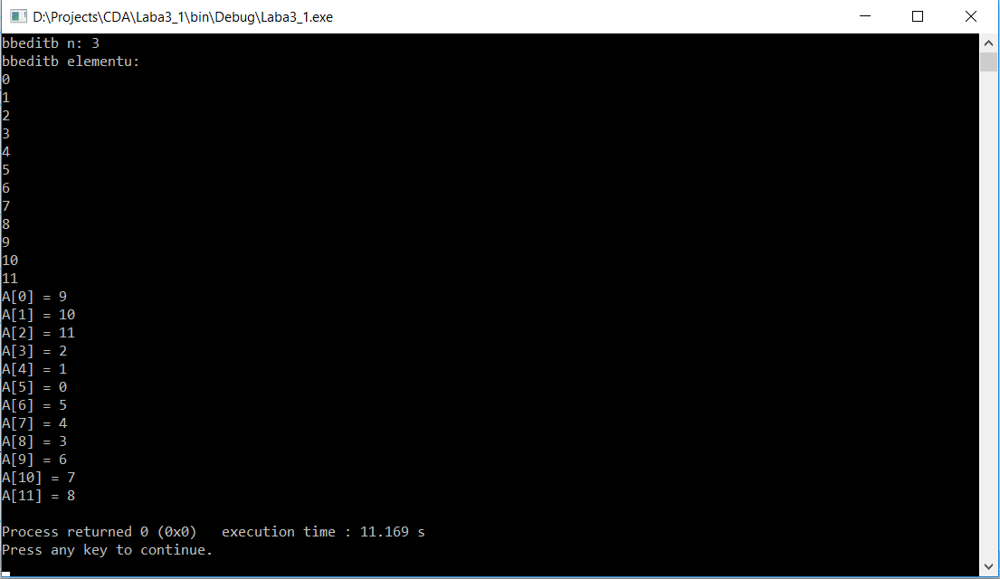 D:\Projects\CDA\Laba3_1\bin\Debug\Laba3_1.exe
bbeditb n: 3
bbeditb elementu:
0
1
2
3
4
5
6
7
8
9
10
11
A[0] = 9
A[1] = 10
A[2] = 11
A[3] = 2
A[4] = 1
A[5] = 0
A[6] = 5
A[7] = 4
A[8] = 3
A[9] = 6
A[10] = 7
A[11] = 8
Process returned 0 (0x0)   execution time : 11.169 s
Press any key to continue.